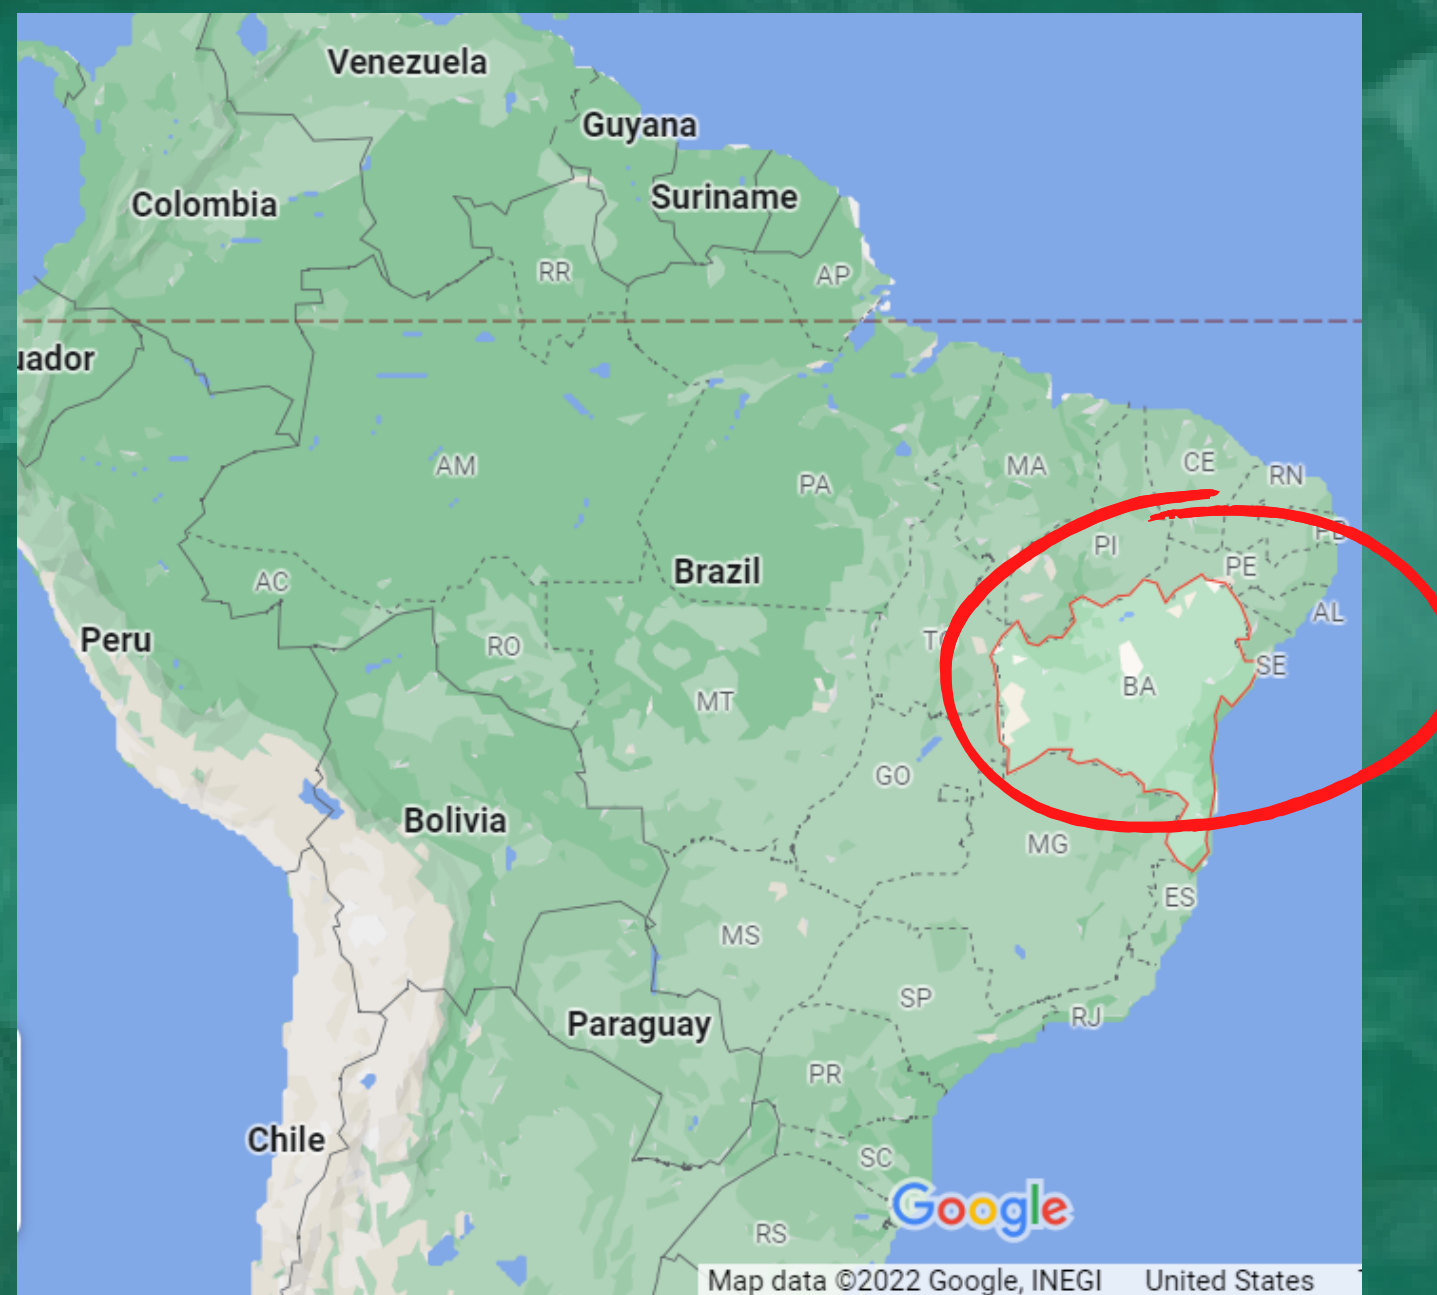 Venezuela
Guyana
Colombia
Suriname
RR
AP
uador
AM
MA
CE
RN
PA
PB
PI
PE
Brazil
AC
AL
Peru
RO
TO
SE
MT
BA
GO
Bolivia
MG
ES
MS
SP
Paraguay
RJ
PR
Chile
SC
Google
RS
Map data ©2022 Google, INEGI United States